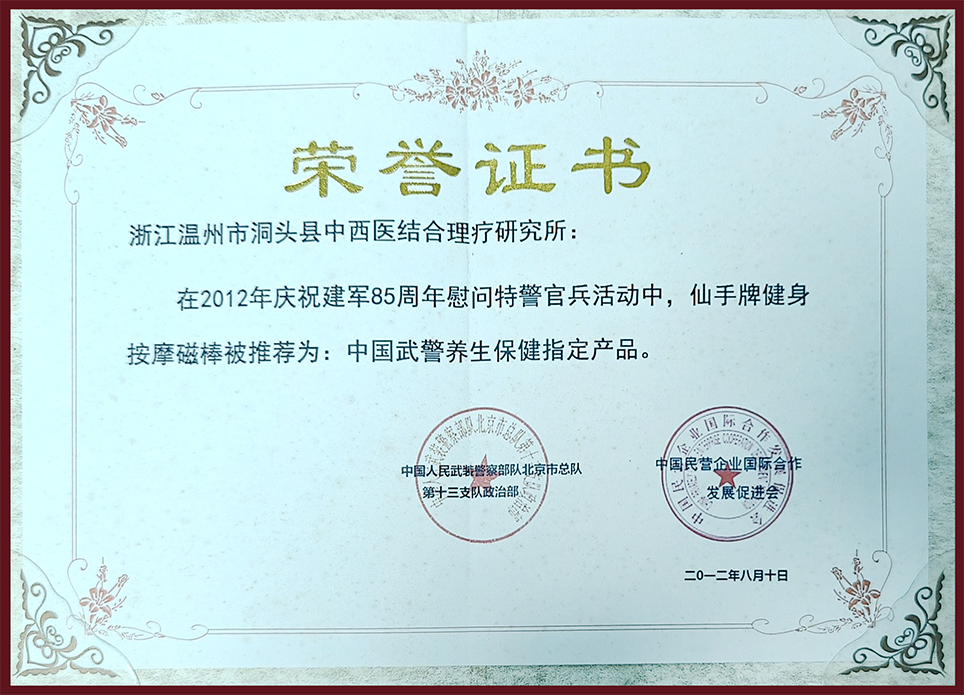 荣誉证书
浙江温州市洞头县中西医结合理疗研究所：
在2012年庆祝建军85周年慰问特警官兵活动中，仙手牌健身
按摩磁棒被推荐为：中国武警养生保健指定产品。
中国人民武装警察部队北京市总队
第十三支队政治部
中国民营企业国际合作
发展促进会
二0一二年八月十日